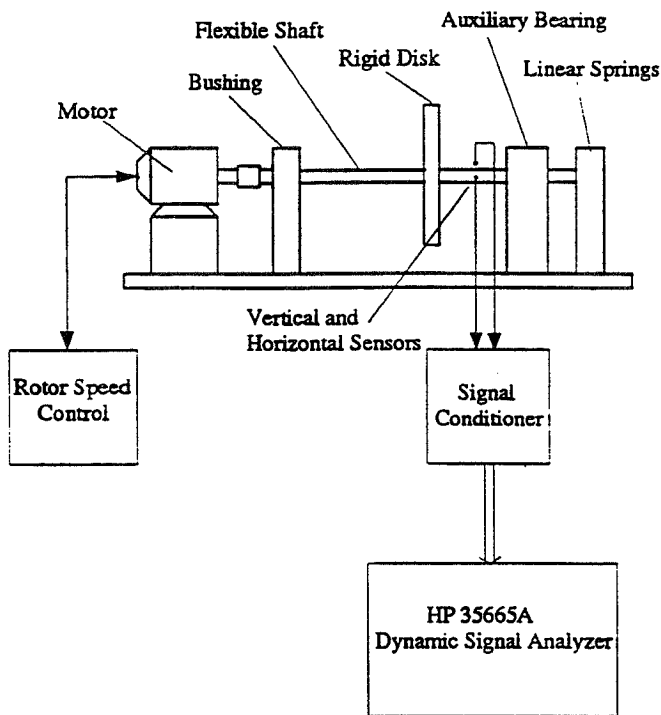 Auxiliary Bearing
Flexible Shaft
Rigid Disk
Linear Springs
Bushing
Motor
Vertical and
Horizontal Sensors
Rotor Speed
Control
Signal
Conditioner
HP 35665A
Dynamic Signal Analyzer